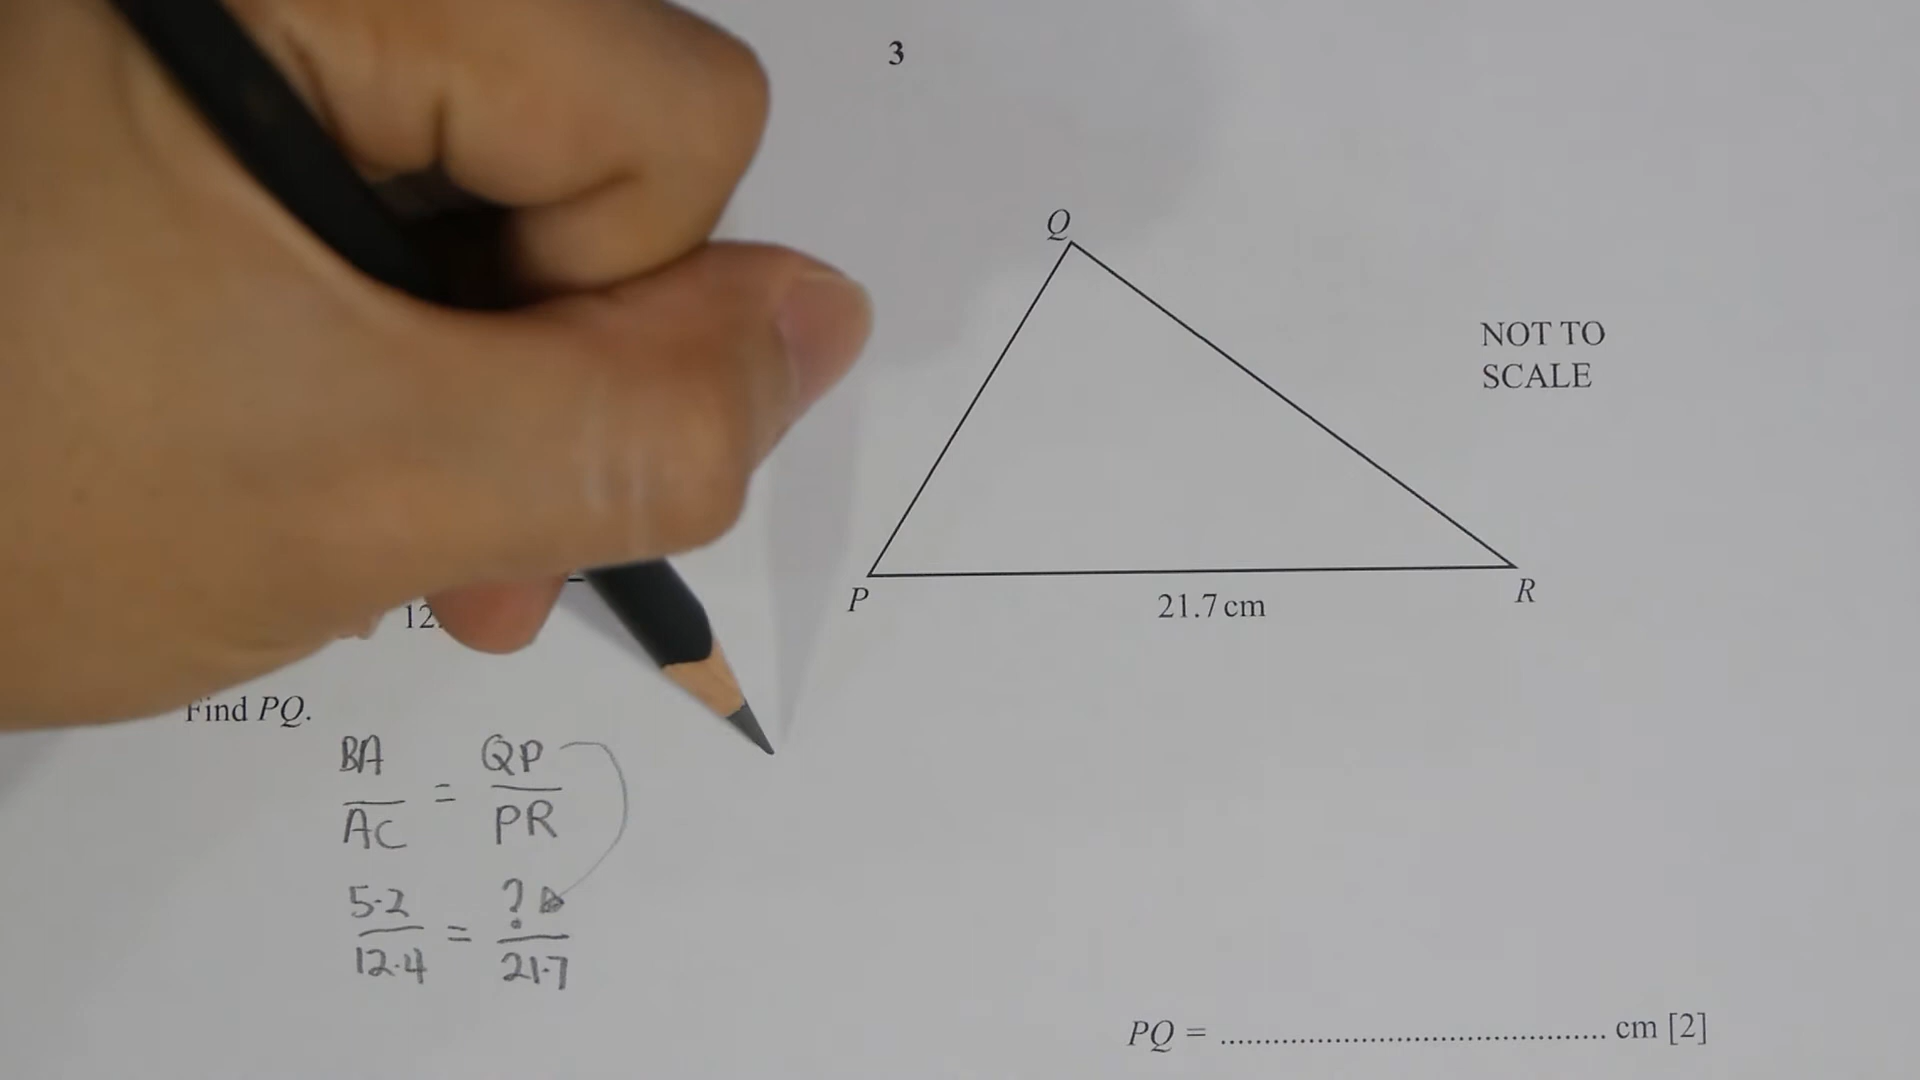 3
Q
NOT TO
SCALE
P
R
12.
21.7 cm
Find PQ.
BA = QP
AC PR
5.2 = ?
12.4 21.7
PQ = ........................................ cm [2]